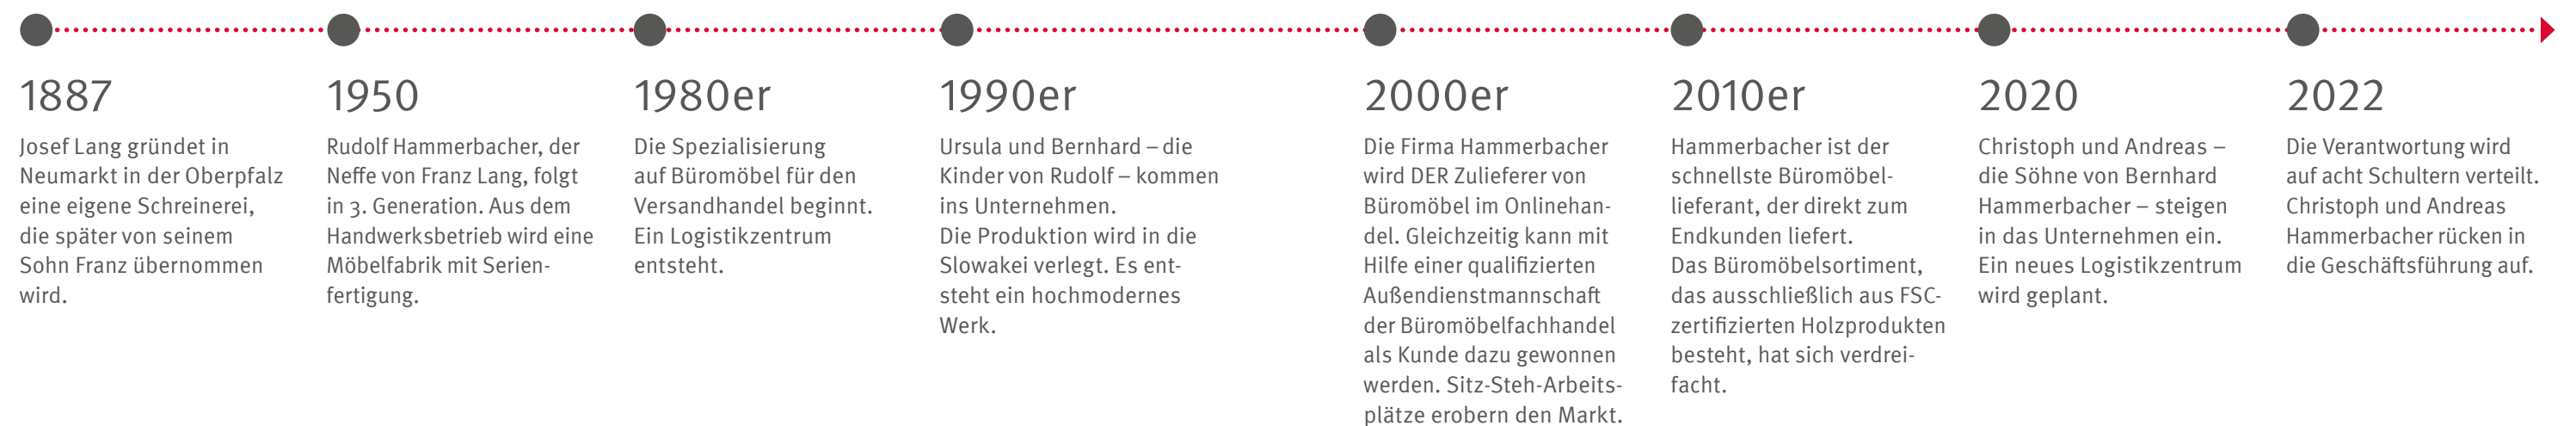 1887
Josef Lang gründet in
Neumarkt in der Oberpfalz
eine eigene Schreinerei,
die später von seinem
Sohn Franz übernommen
wird.
1950
Rudolf Hammerbacher, der
Neffe von Franz Lang, folgt
in 3. Generation. Aus dem
Handwerksbetrieb wird eine
Möbelfabrik mit Serien-
fertigung.
1980er
Die Spezialisierung
auf Büromöbel für den
Versandhandel beginnt.
Ein Logistikzentrum
entsteht.
1990er
Ursula und Bernhard – die
Kinder von Rudolf – kommen
ins Unternehmen.
Die Produktion wird in die
Slowakei verlegt. Es ent-
steht ein hochmodernes
Werk.
2000er
Die Firma Hammerbacher
wird DER Zulieferer von
Büromöbel im Onlinehan-
del. Gleichzeitig kann mit
Hilfe einer qualifizierten
Außendienstmannschaft
der Büromöbelfachhandel
als Kunde dazu gewonnen
werden. Sitz-Steh-Arbeits-
plätze erobern den Markt.
2010er
Hammerbacher ist der
schnellste Büromöbel-
lieferant, der direkt zum
Endkunden liefert.
Das Büromöbelsortiment,
das ausschließlich aus FSC-
zertifizierten Holzprodukten
besteht, hat sich verdrei-
facht.
2020
Christoph und Andreas –
die Söhne von Bernhard
Hammerbacher – steigen
in das Unternehmen ein.
Ein neues Logistikzentrum
wird geplant.
2022
Die Verantwortung wird
auf acht Schultern verteilt.
Christoph und Andreas
Hammerbacher rücken in
die Geschäftsführung auf.